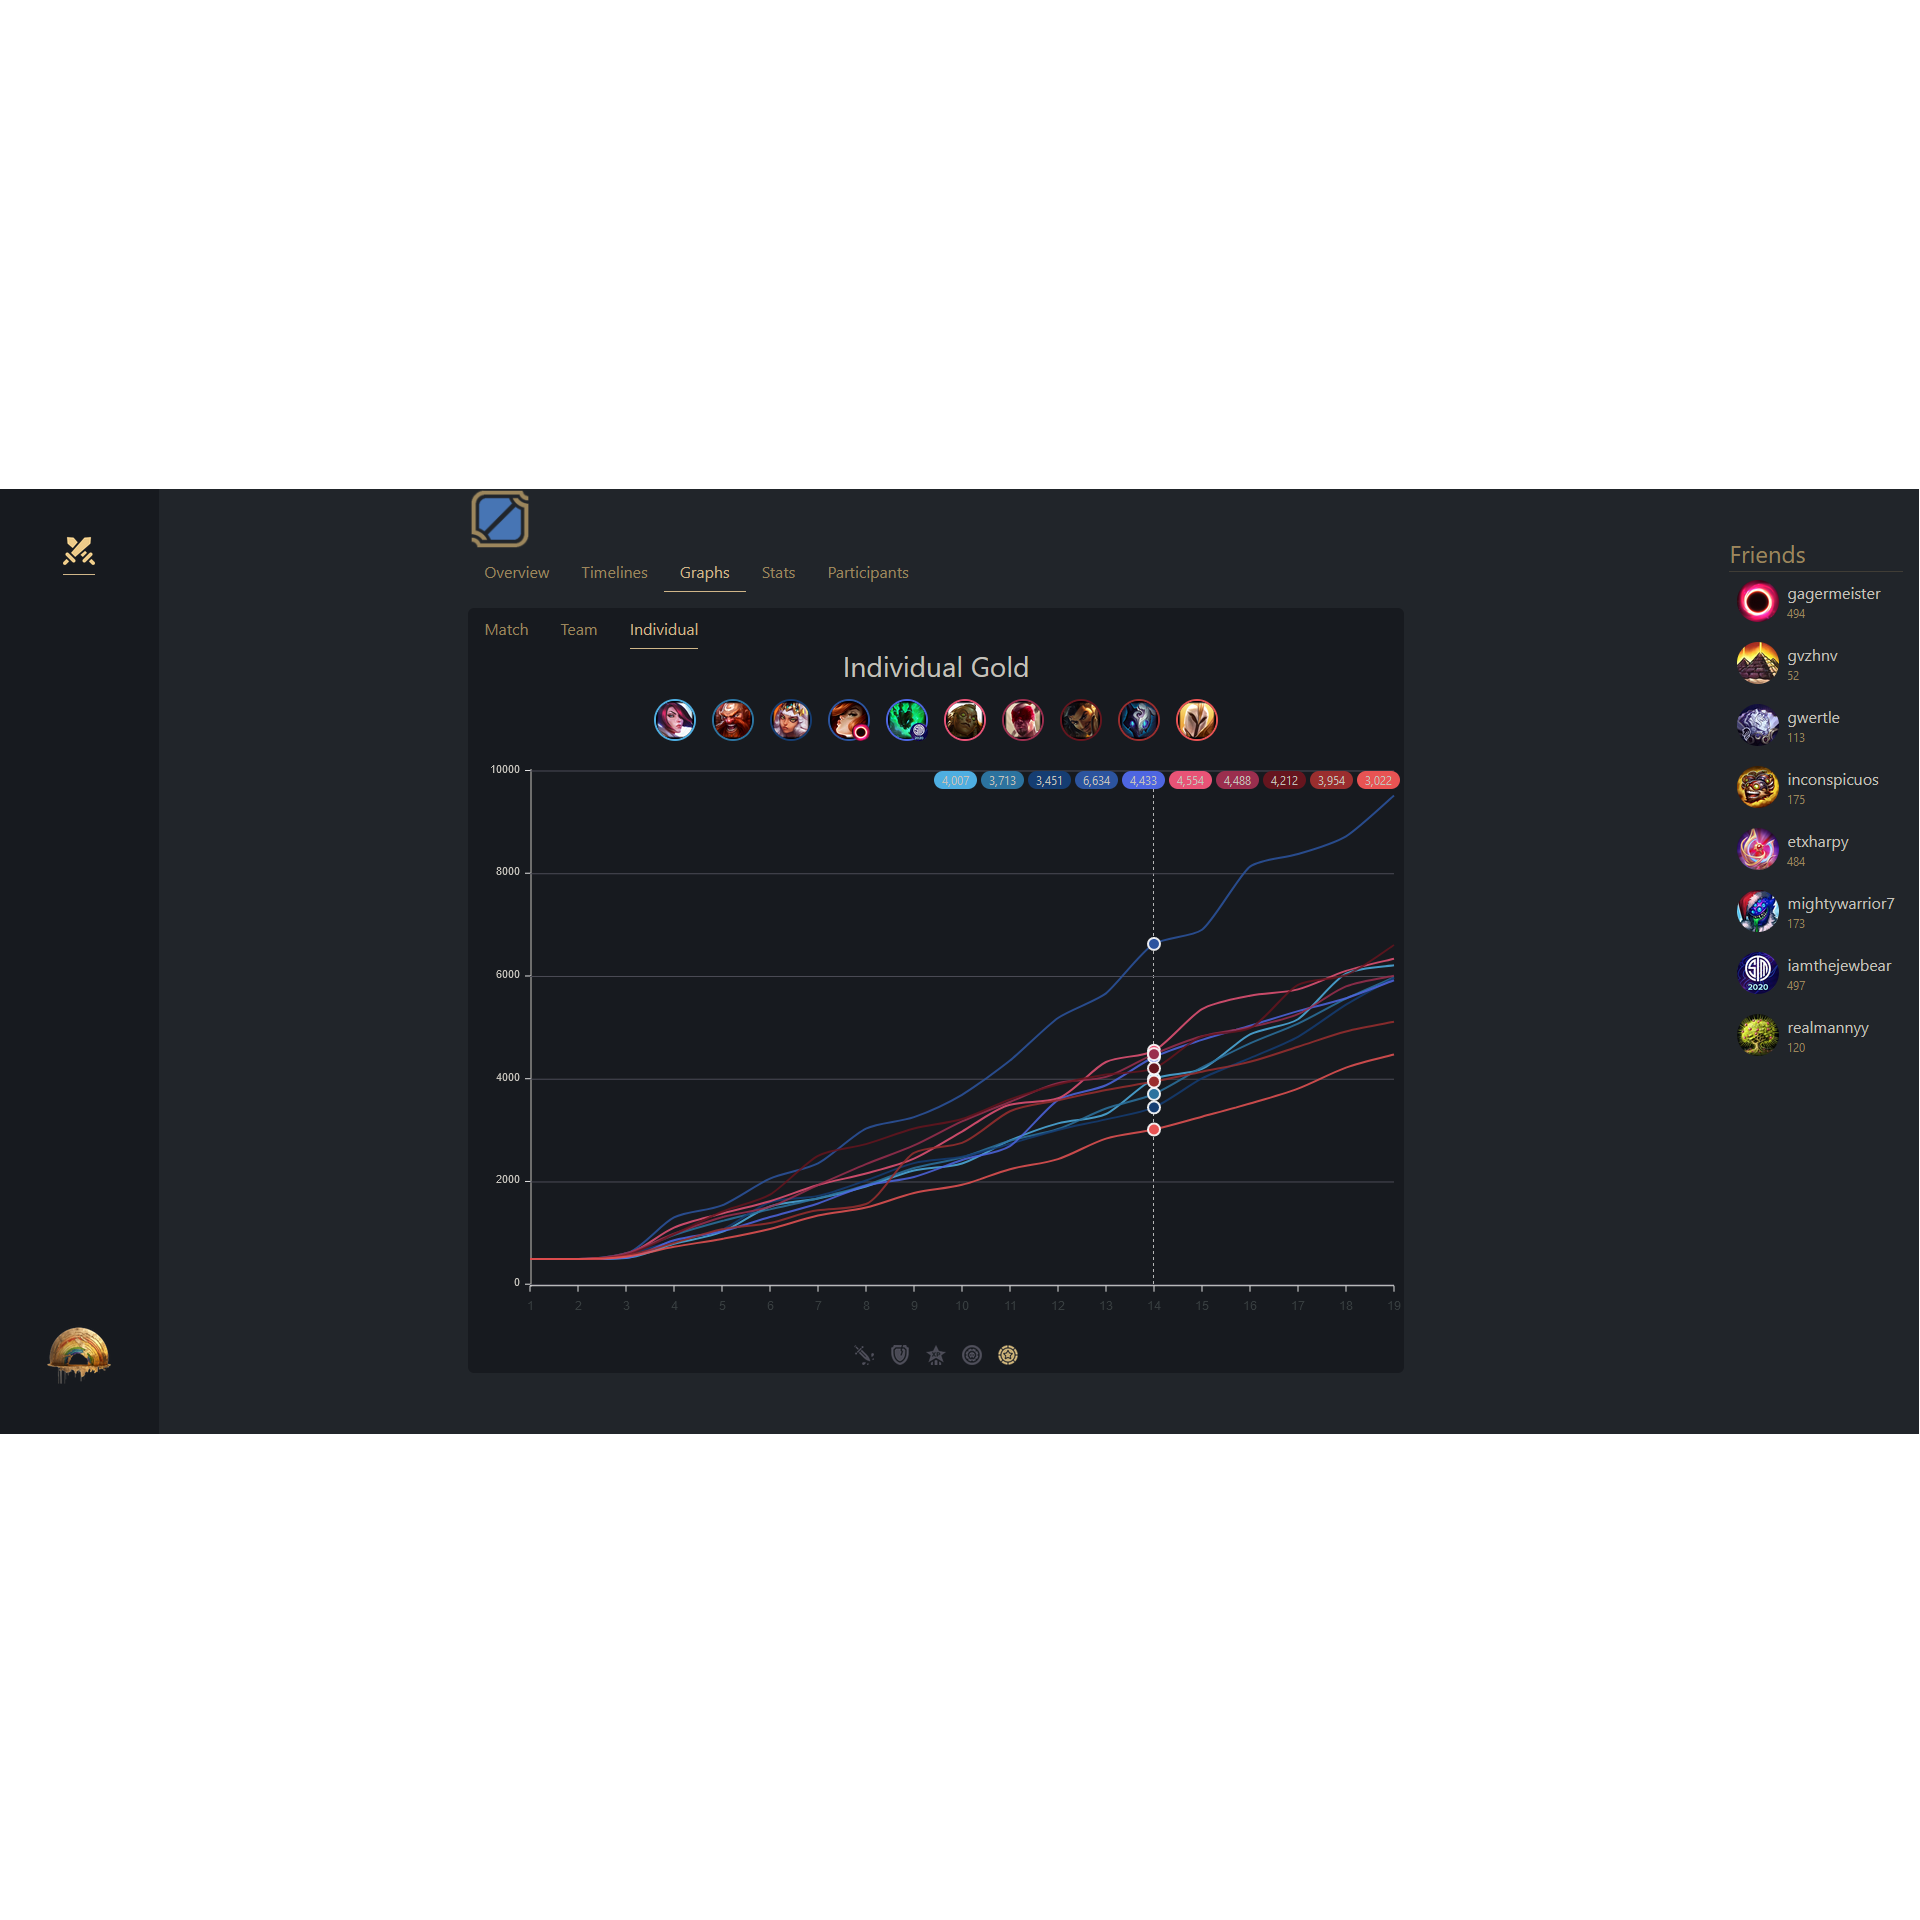 Overview Timelines Graphs Stats Participants
Match Team Individual
Individual Gold
10000
4,007 3,713 3,451 6,634 4,433 4,554 4,488 4,212 3,954 3,022
8000
6000
4000
2000
0
1 2 3 4 5 6 7 8 9 10 11 12 13 14 15 16 17 18 19
Friends
gagermeister
494
gvzhnv
52
gwertle
113
inconspicuos
175
etxharpy
484
mightywarrior7
173
2020
iamthejewbear
497
realmannyy
120